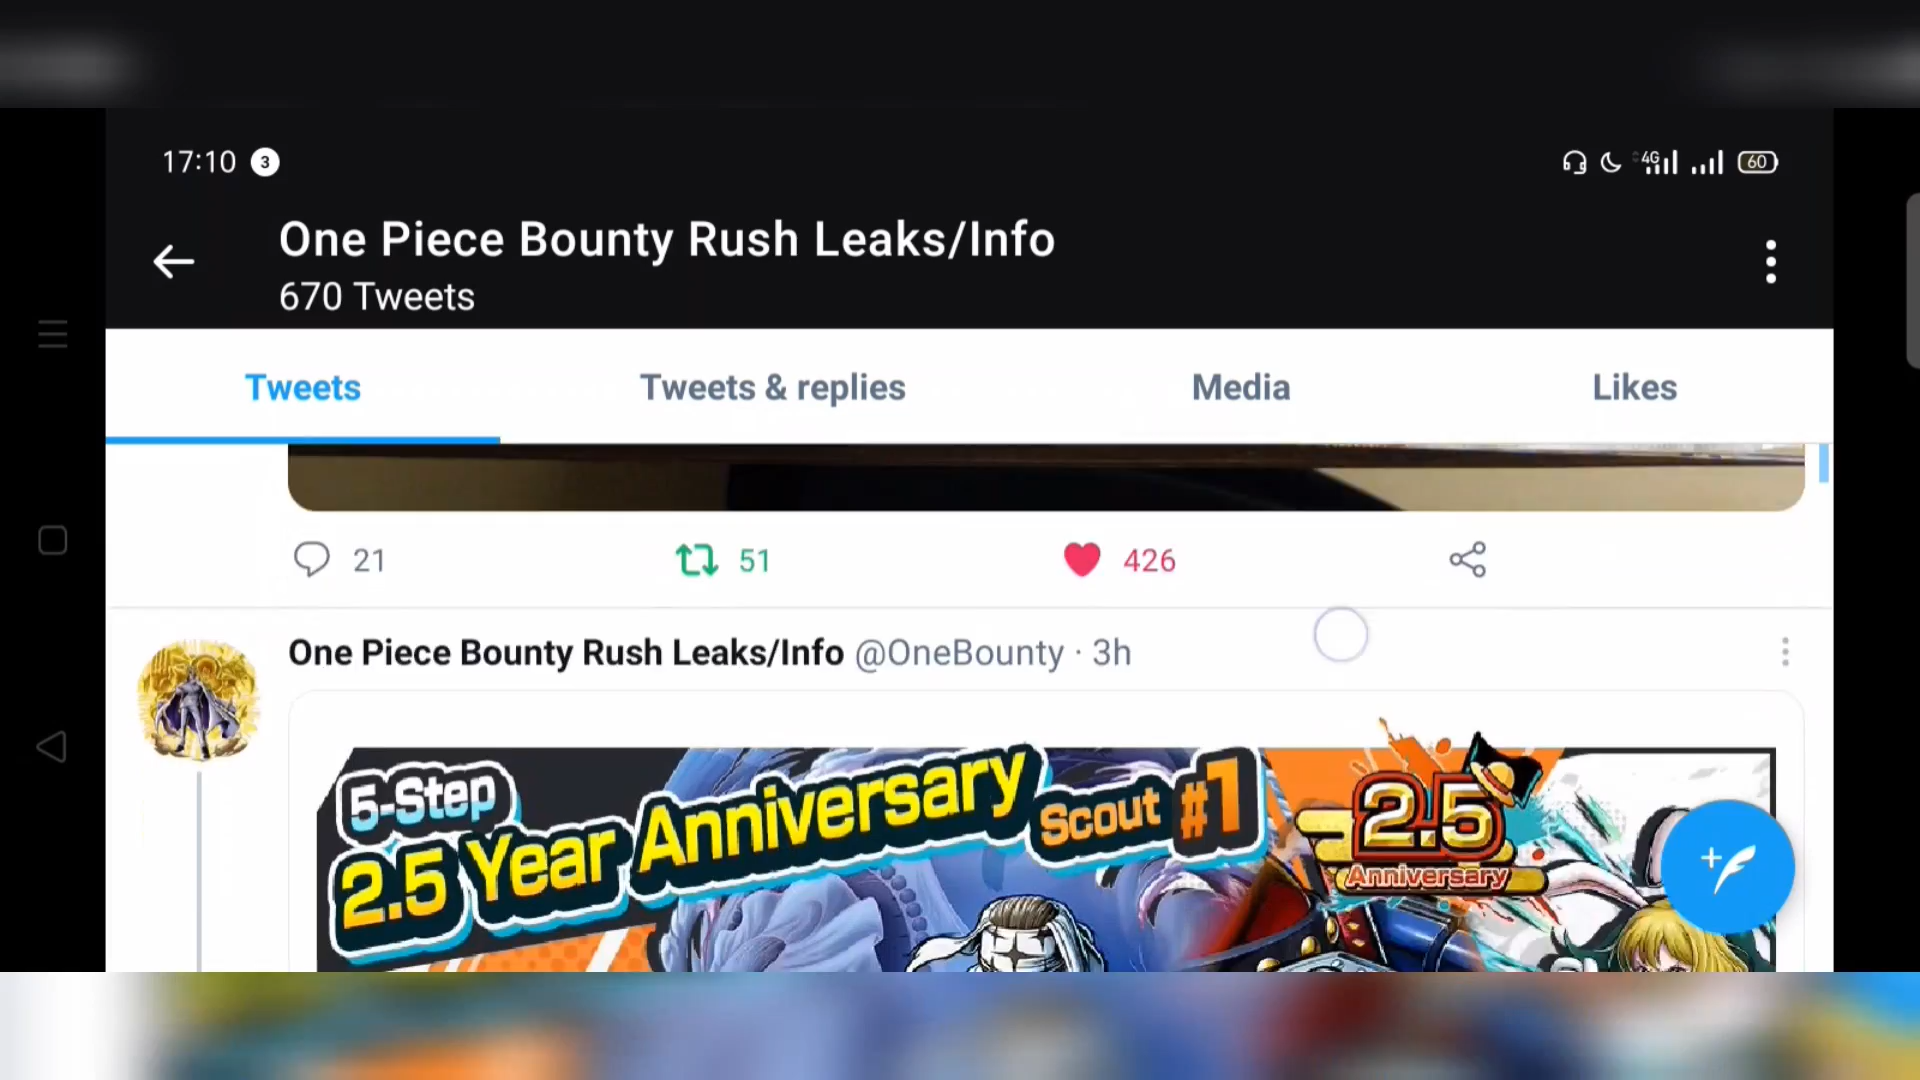 17:10 3
4G 60
One Piece Bounty Rush Leaks/Info
670 Tweets
Tweets Tweets & replies Media Likes
21 51 426
One Piece Bounty Rush Leaks/Info @OneBounty · 3h
5-Step
2.5 Year Anniversary Scout #1
2.5
Anniversary